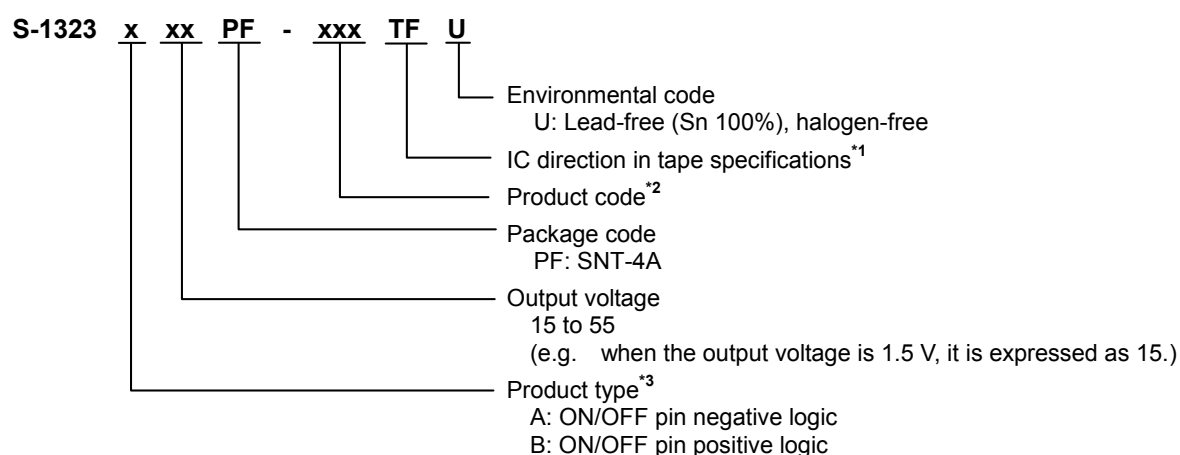 S-1323 x xx PF - xxx TF U
Environmental code
U: Lead-free (Sn 100%), halogen-free
IC direction in tape specifications*1
Product code*2
Package code
PF: SNT-4A
Output voltage
15 to 55
(e.g. when the output voltage is 1.5 V, it is expressed as 15.)
Product type*3
A: ON/OFF pin negative logic
B: ON/OFF pin positive logic